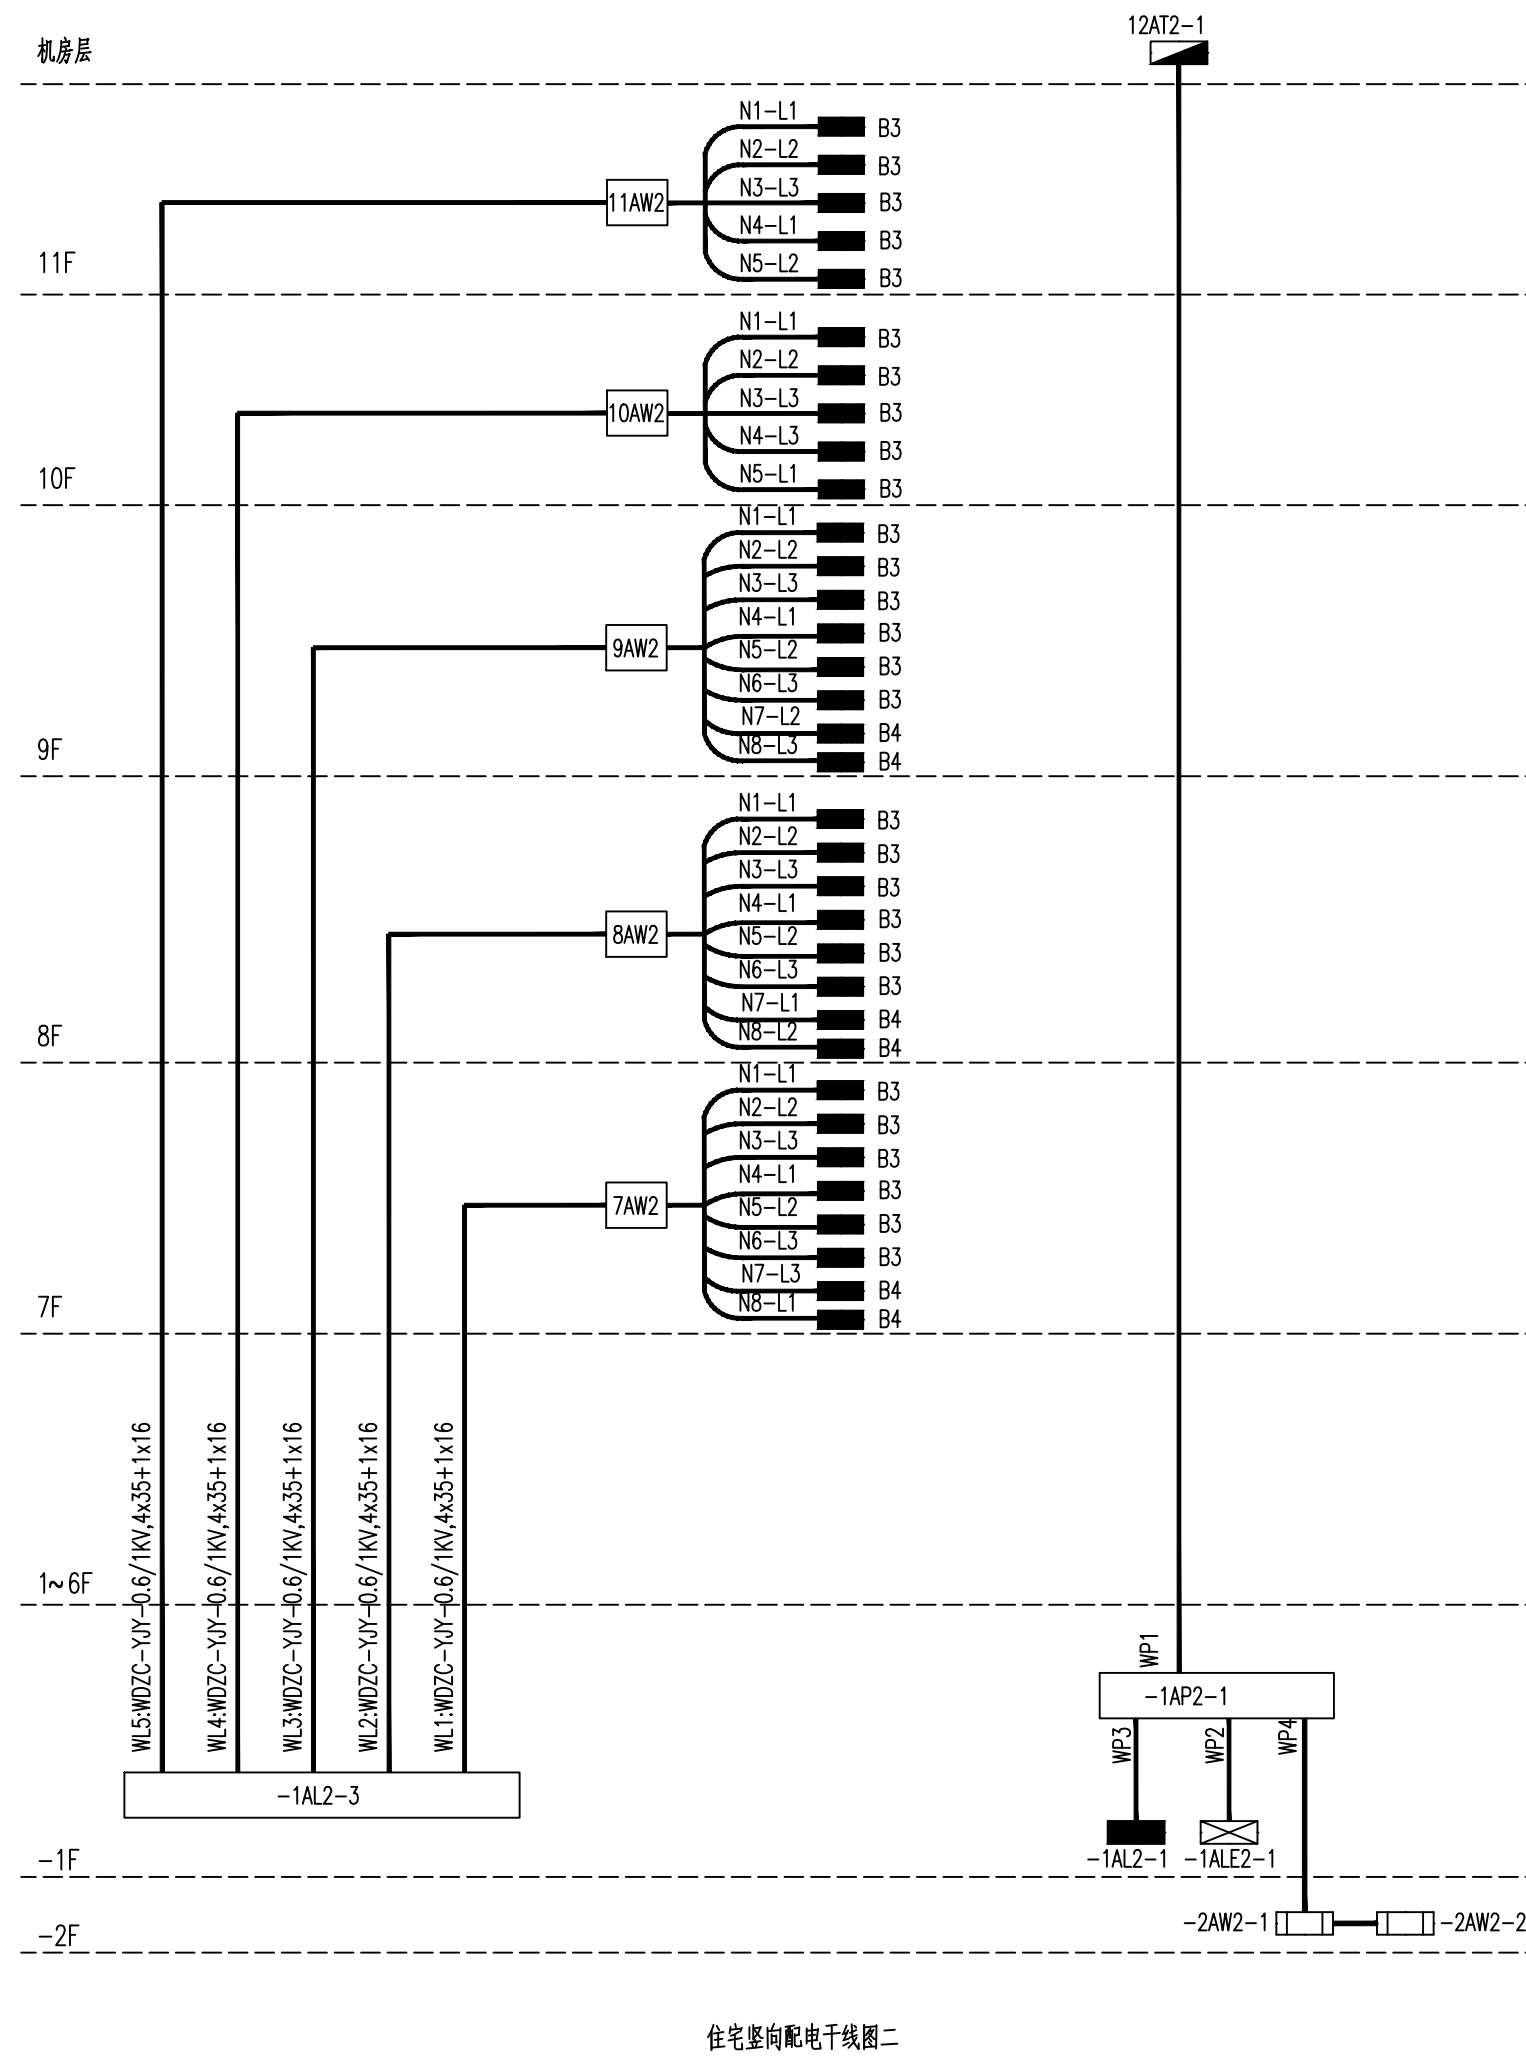 12AT2-1
机房层
N1-L1 B3
N2-L2 B3
N3-L3 B3
11AW2
N4-L1 B3
N5-L2 B3
11F
N1-L1 B3
N2-L2 B3
N3-L3 B3
10AW2
N4-L3 B3
N5-L1 B3
10F
N1-L1 B3
N2-L2 B3
N3-L3 B3
N4-L1 B3
9AW2
N5-L2 B3
N6-L3 B3
N7-L2 B4
N8-L3 B4
9F
N1-L1 B3
N2-L2 B3
N3-L3 B3
N4-L1 B3
8AW2
N5-L2 B3
N6-L3 B3
N7-L1 B4
N8-L2 B4
8F
N1-L1 B3
N2-L2 B3
N3-L3 B3
N4-L1 B3
7AW2
N5-L2 B3
N6-L3 B3
N7-L3 B4
N8-L1 B4
7F
WL5:WDZC-YJY-0.6/1KV,4x35+1x16
WL4:WDZC-YJY-0.6/1KV,4x35+1x16
WL3:WDZC-YJY-0.6/1KV,4x35+1x16
WL2:WDZC-YJY-0.6/1KV,4x35+1x16
WL1:WDZC-YJY-0.6/1KV,4x35+1x16
1~6F
WP1
-1AP2-1
WP3
WP2
WP4
-1AL2-3
-1AL2-1
-1ALE2-1
-1F
-2AW2-1
-2AW2-2
-2F
住宅竖向配电干线图二